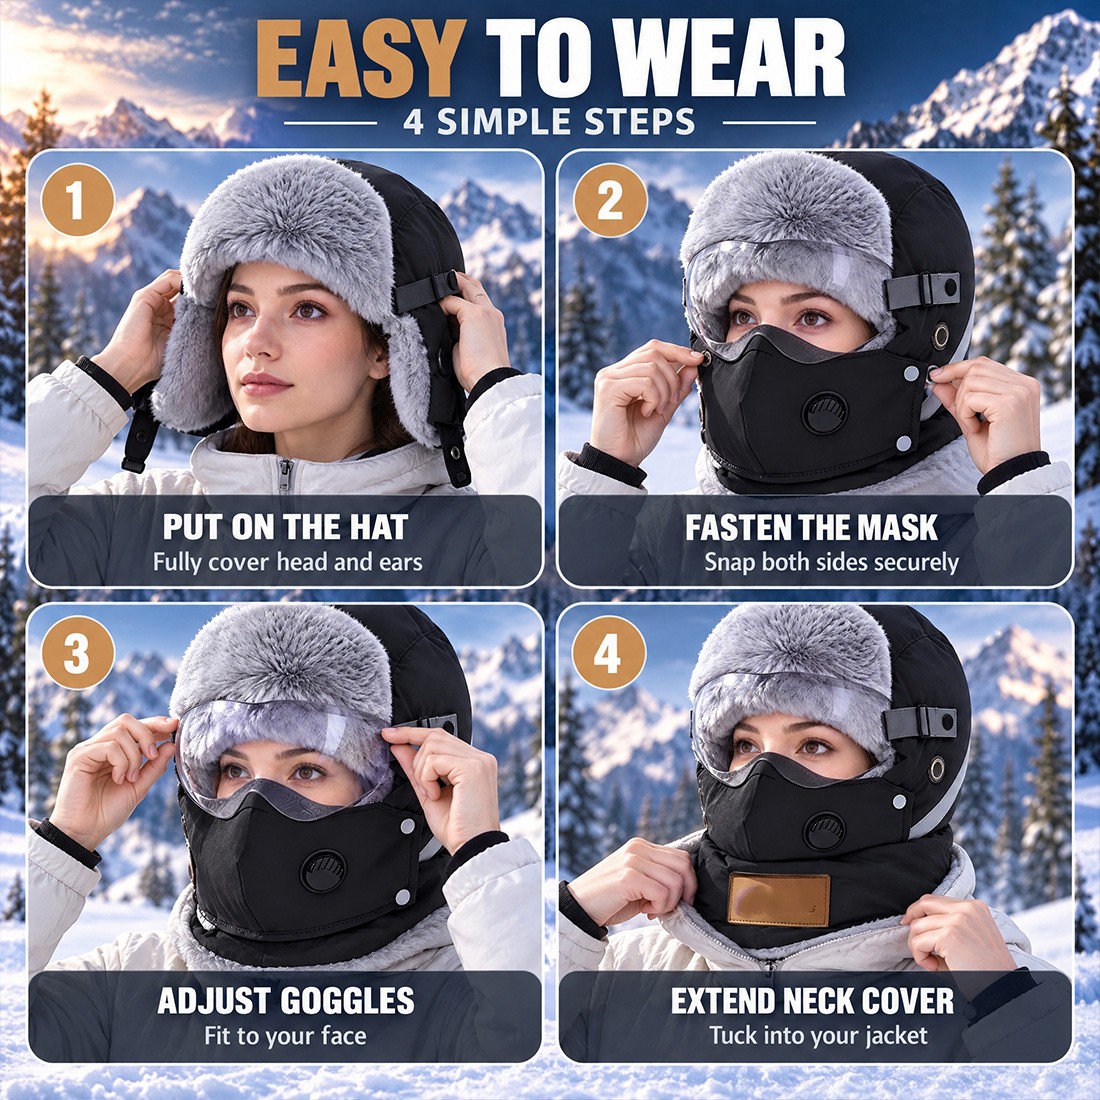 EASY TO WEAR
4 SIMPLE STEPS
1
PUT ON THE HAT
Fully cover head and ears
2
FASTEN THE MASK
Snap both sides securely
3
ADJUST GOGGLES
Fit to your face
4
EXTEND NECK COVER
Tuck into your jacket